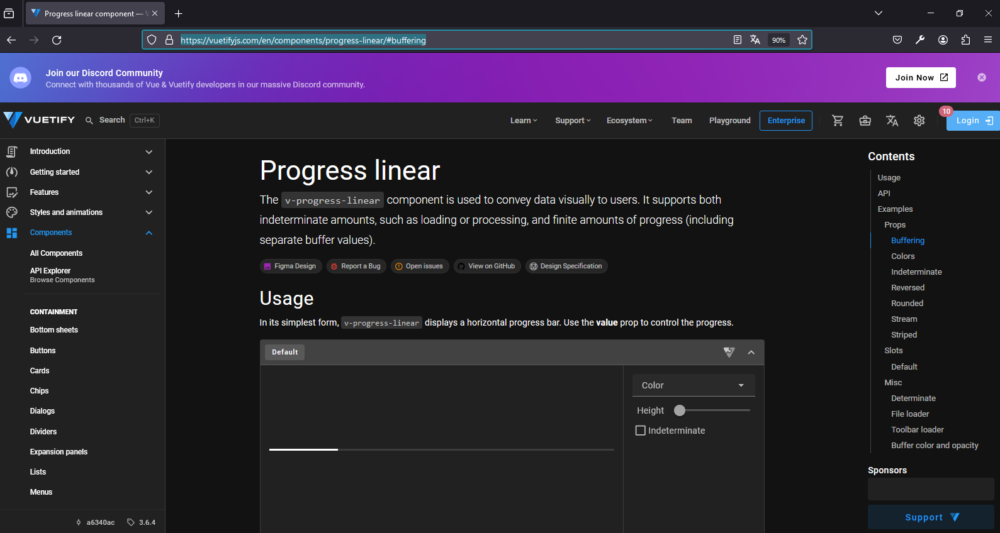 Progress linear component — V
https://vuetifyjs.com/en/components/progress-linear/#buffering
90%
Join our Discord Community
Connect with thousands of Vue & Vuetify developers in our massive Discord community.
Join Now
VUETIFY
Search
Ctrl+K
Learn
Support
Ecosystem
Team
Playground
Enterprise
10
Login
Introduction
Getting started
Features
Styles and animations
Components
All Components
API Explorer
Browse Components
CONTAINMENT
Bottom sheets
Buttons
Cards
Chips
Dialogs
Dividers
Expansion panels
Lists
Menus
a6340ac
3.6.4
Progress linear
The v-progress-linear component is used to convey data visually to users. It supports both
indeterminate amounts, such as loading or processing, and finite amounts of progress (including
separate buffer values).
Figma Design
Report a Bug
Open issues
View on GitHub
Design Specification
Usage
In its simplest form, v-progress-linear displays a horizontal progress bar. Use the value prop to control the progress.
Default
Color
Height
Indeterminate
Contents
Usage
API
Examples
Props
Buffering
Colors
Indeterminate
Reversed
Rounded
Stream
Striped
Slots
Default
Misc
Determinate
File loader
Toolbar loader
Buffer color and opacity
Sponsors
Support